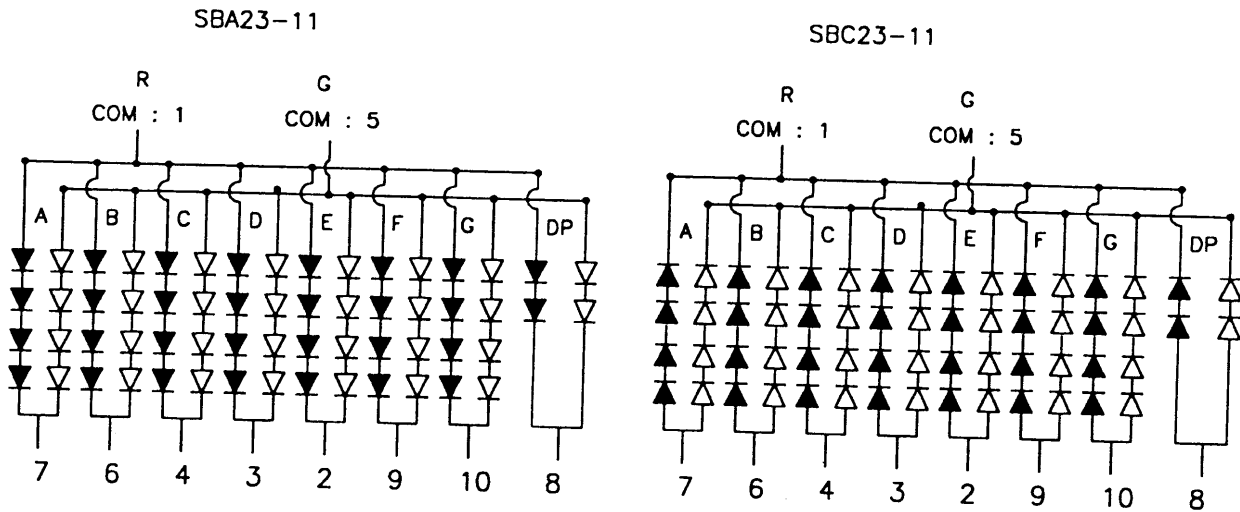 SBA23-11
R
COM : 1
G
COM : 5
A B C D E F G DP
7 6 4 3 2 9 10 8
SBC23-11
R
COM : 1
G
COM : 5
A B C D E F G DP
7 6 4 3 2 9 10 8